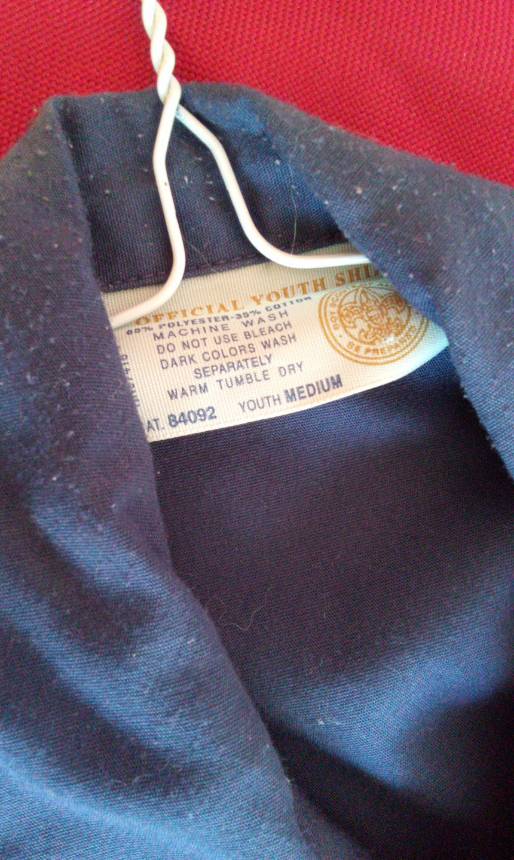 OFFICIAL YOUTH SHI
65% POLYESTER-35% COTTON
MACHINE WASH
DO NOT USE BLEACH
DARK COLORS WASH
SEPARATELY
WARM TUMBLE DRY
AT. 84092 YOUTH MEDIUM
BE PREPARED